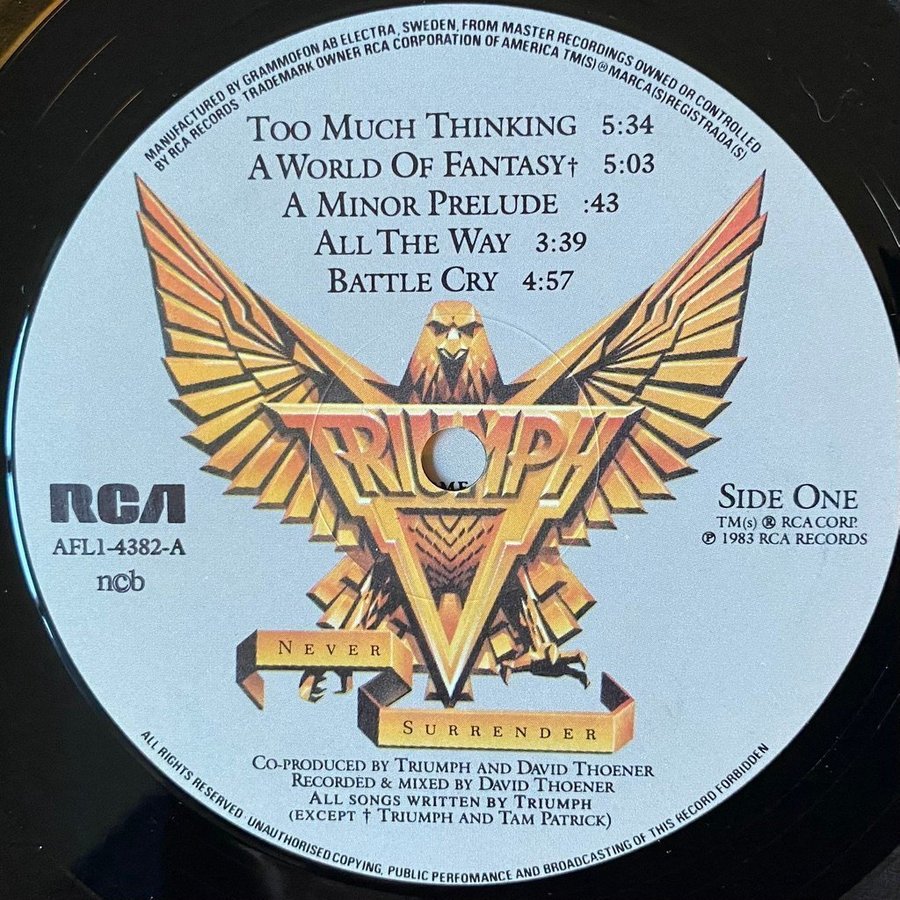 MANUFACTURED BY GRAMMOFON AB ELECTRA, SWEDEN, FROM MASTER RECORDINGS OWNED OR CONTROLLED
BY RCA RECORDS TRADEMARK OWNER RCA CORPORATION OF AMERICA TM(S) ® MARCA(S) REGISTRADA(S)
TOO MUCH THINKING 5:34
A WORLD OF FANTASY† 5:03
A MINOR PRELUDE :43
ALL THE WAY 3:39
BATTLE CRY 4:57
TRIUMPH
RCA
AFL1-4382-A
n©b
SIDE ONE
TM(s) ® RCA CORP.
℗ 1983 RCA RECORDS
NEVER
SURRENDER
CO-PRODUCED BY TRIUMPH AND DAVID THOENER
RECORDED & MIXED BY DAVID THOENER
ALL SONGS WRITTEN BY TRIUMPH
(EXCEPT † TRIUMPH AND TAM PATRICK)
ALL RIGHTS RESERVED. UNAUTHORISED COPYING, PUBLIC PERFOMANCE AND BROADCASTING OF THIS RECORD FORBIDDEN